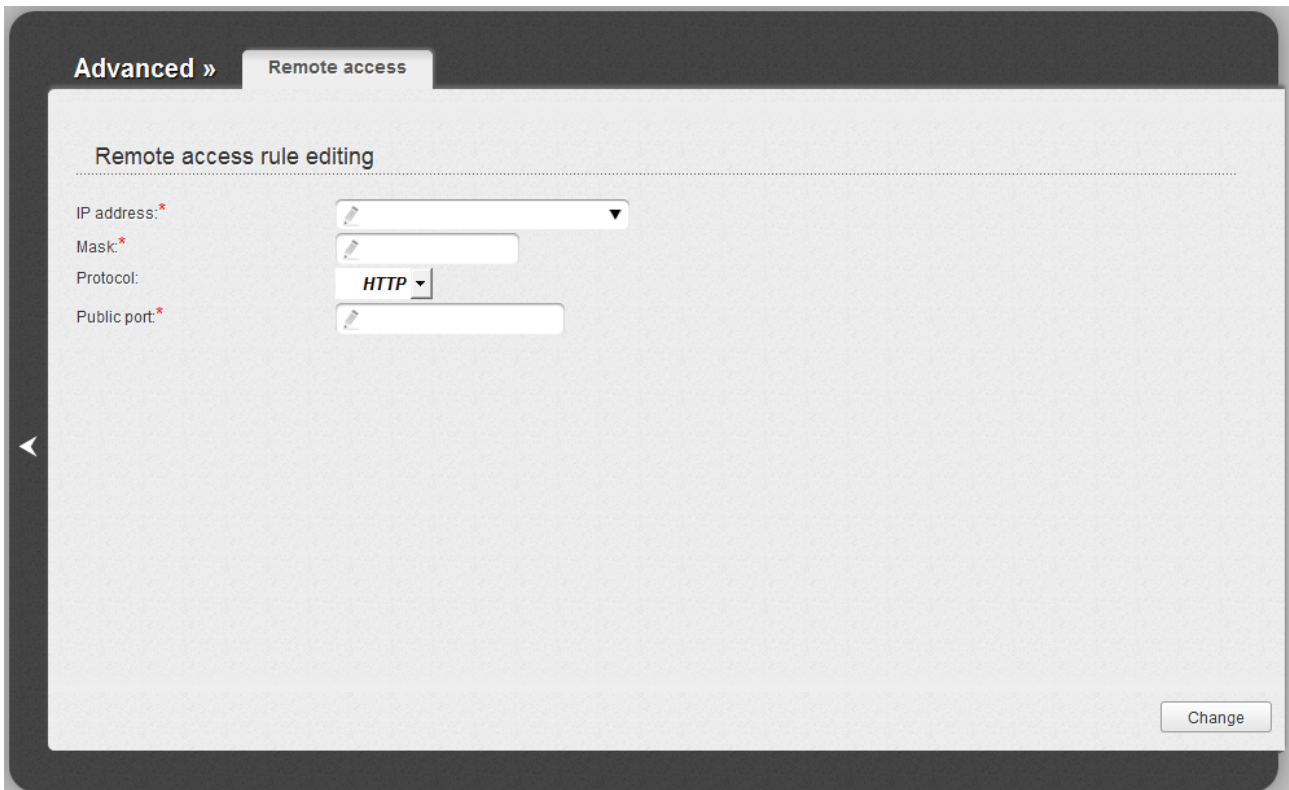 Advanced »
Remote access
Remote access rule editing
IP address:*
Mask:*
Protocol:
HTTP
Public port:*
Change